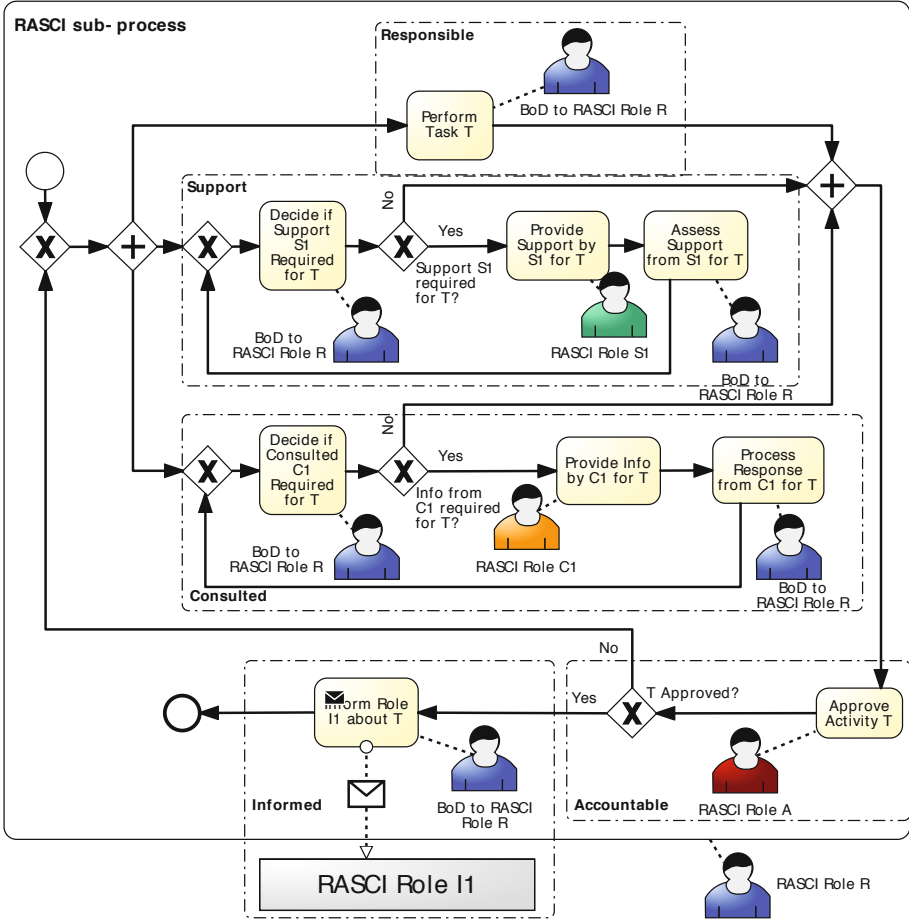 RASCI sub- process
Responsible
BoD to RASCI Role R
Perform
Task T
Support
No
Decide if
Support
S1
Required
for T
Yes
Support S1
required
for T?
Provide
Support by
S1 for T
Assess
Support
from S1 for T
BoD to
RASCI Role R
RASCI Role S1
BoD to
RASCI Role R
No
Decide if
Consulted
C1
Required
for T
Yes
Info from
C1 required
for T?
Provide Info
by C1 for T
Process
Response
from C1 for T
BoD to
RASCI Role R
RASCI Role C1
BoD to
RASCI Role R
Consulted
No
T Approved?
Yes
Inform Role
I1 about T
Approve
Activity T
Informed
BoD to RASCI
Role R
RASCI Role A
Accountable
RASCI Role I1
RASCI Role R